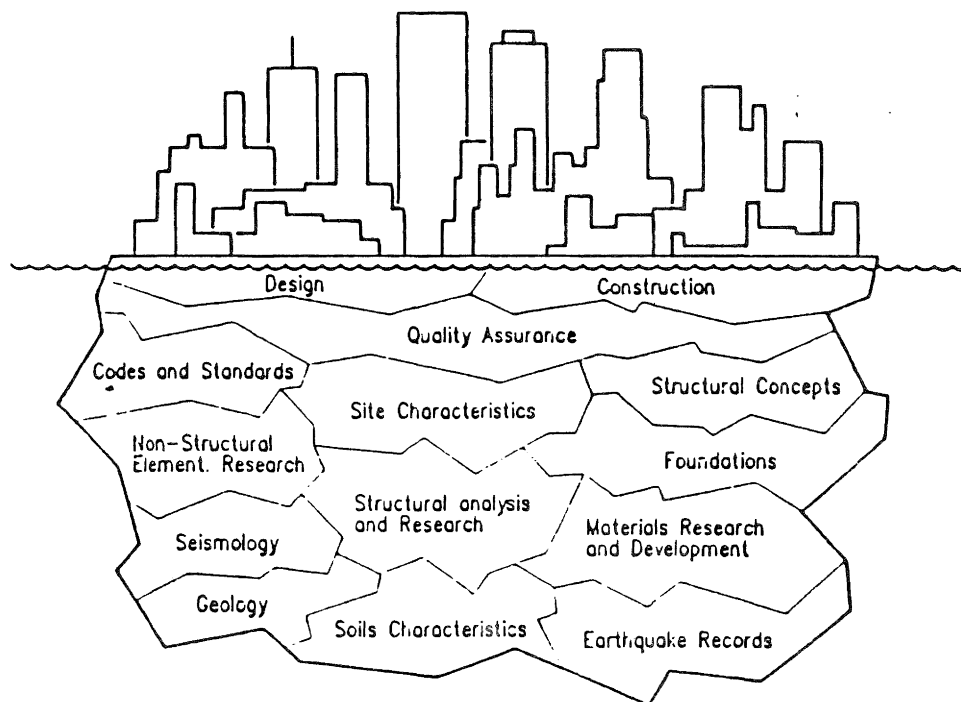 Design
Construction
Quality Assurance
Codes and Standards
Structural Concepts
Site Characteristics
Non-Structural
Element. Research
Foundations
Structural analysis
and Research
Materials Research
and Development
Seismology
Geology
Soils Characteristics
Earthquake Records